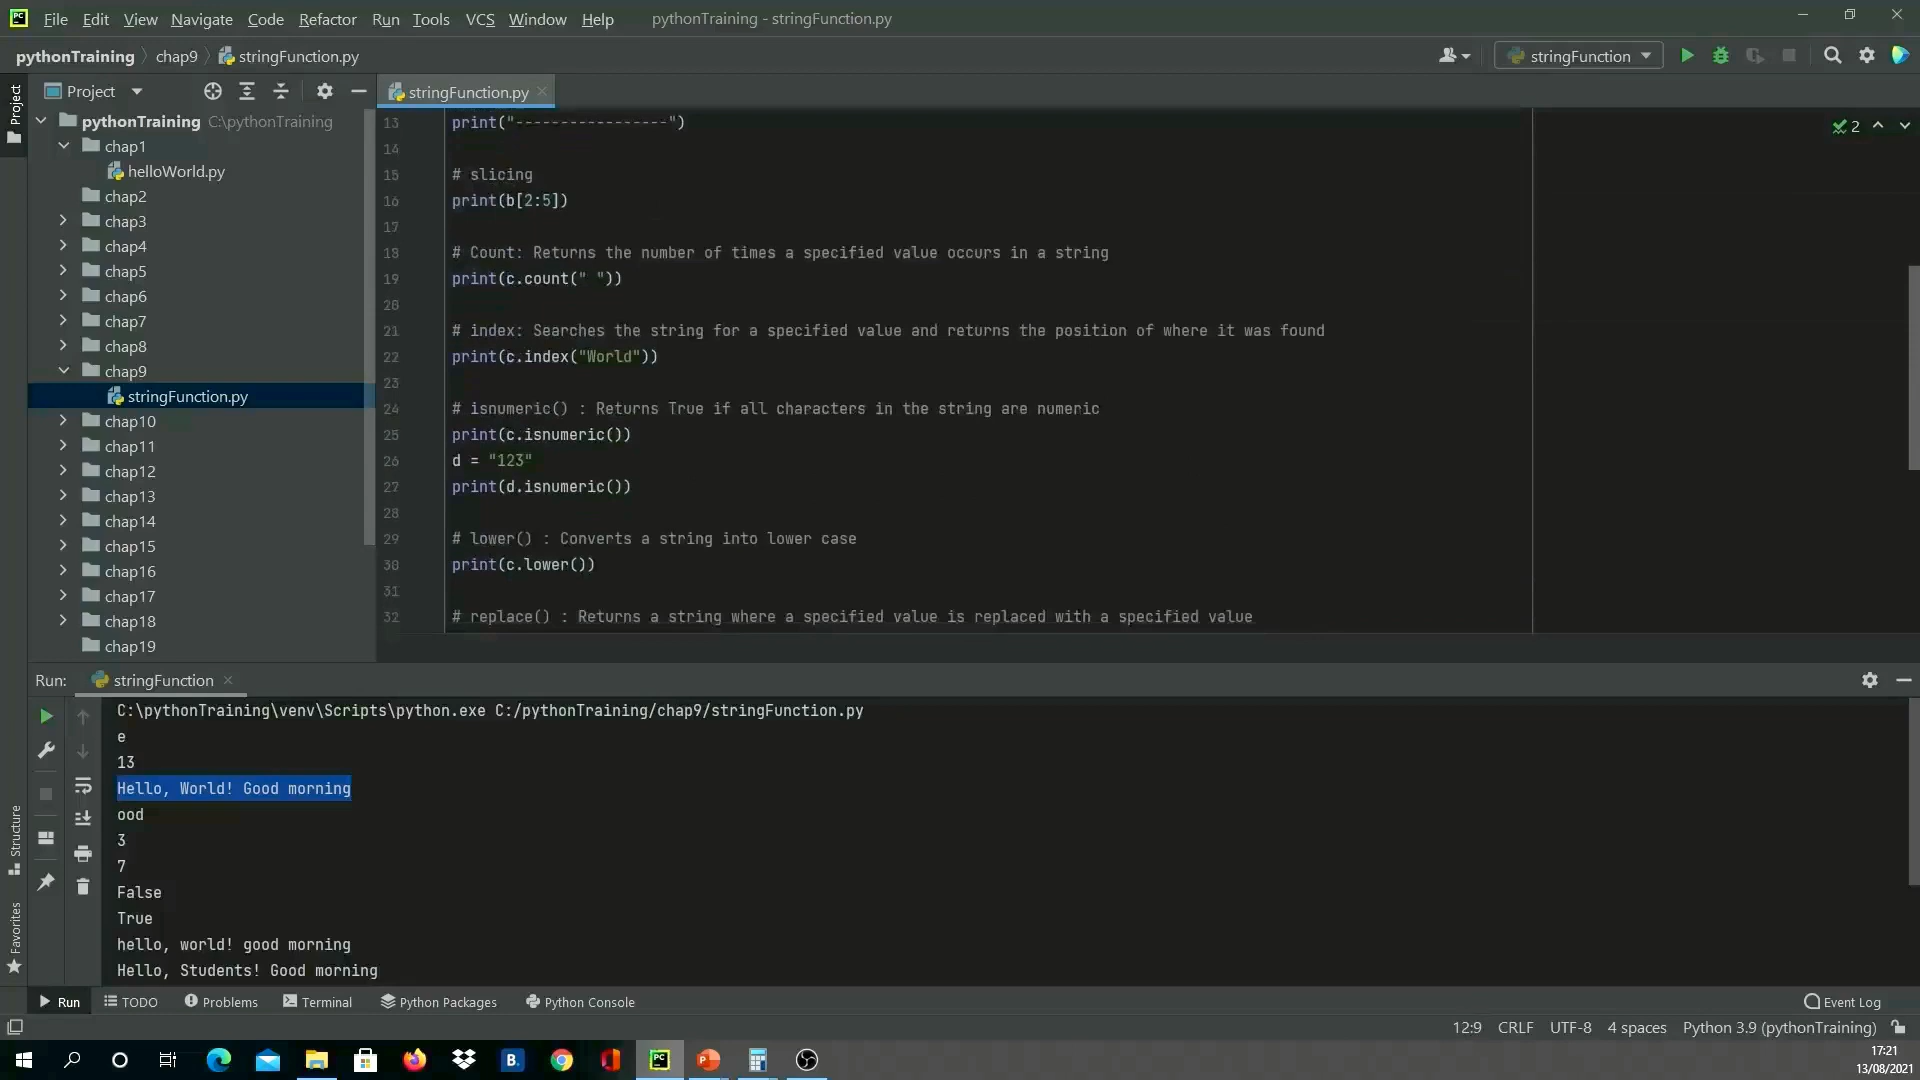 File Edit View Navigate Code Refactor Run Tools VCS Window Help pythonTraining - stringFunction.py
pythonTraining chap9 stringFunction.py
stringFunction
Project
Project
stringFunction.py
pythonTraining C:\pythonTraining
chap1
helloWorld.py
chap2
chap3
chap4
chap5
chap6
chap7
chap8
chap9
stringFunction.py
chap10
chap11
chap12
chap13
chap14
chap15
chap16
chap17
chap18
chap19
2
13 print("-----------------")
14
15 # slicing
16 print(b[2:5])
17
18 # Count: Returns the number of times a specified value occurs in a string
19 print(c.count(" "))
20
21 # index: Searches the string for a specified value and returns the position of where it was found
22 print(c.index("World"))
23
24 # isnumeric() : Returns True if all characters in the string are numeric
25 print(c.isnumeric())
26 d = "123"
27 print(d.isnumeric())
28
29 # lower() : Converts a string into lower case
30 print(c.lower())
31
32 # replace() : Returns a string where a specified value is replaced with a specified value
Run: stringFunction
C:\pythonTraining\venv\Scripts\python.exe C:/pythonTraining/chap9/stringFunction.py
e
13
Hello, World! Good morning
ood
3
7
False
True
hello, world! good morning
Hello, Students! Good morning
Structure
Favorites
Run TODO Problems Terminal Python Packages Python Console Event Log
12:9 CRLF UTF-8 4 spaces Python 3.9 (pythonTraining)
17:21
13/08/2021